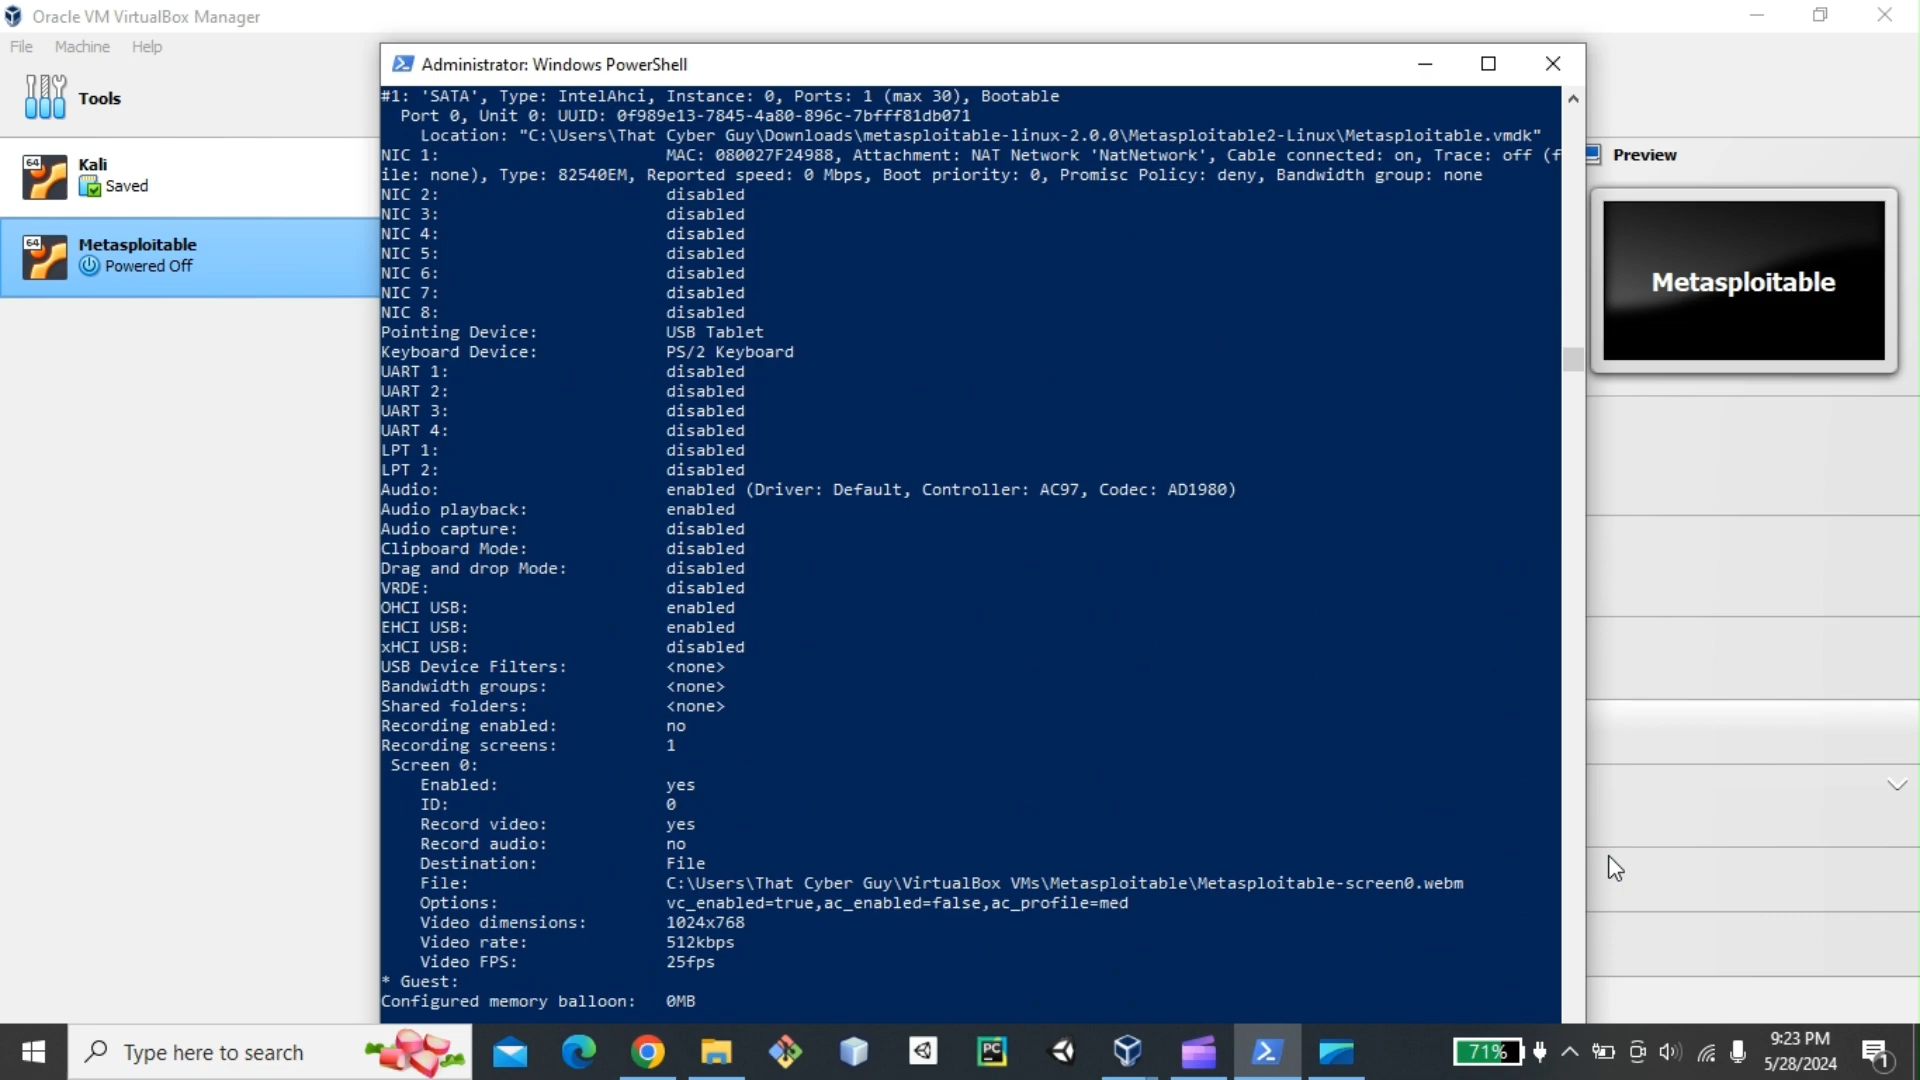 Oracle VM VirtualBox Manager
File Machine Help
Tools
64
Kali
Saved
64
Metasploitable
Powered Off
Administrator: Windows PowerShell
#1: 'SATA', Type: IntelAhci, Instance: 0, Ports: 1 (max 30), Bootable
Port 0, Unit 0: UUID: 0f989e13-7845-4a80-896c-7bfff81db071
Location: "C:\Users\That Cyber Guy\Downloads\metasploitable-linux-2.0.0\Metasploitable2-Linux\Metasploitable.vmdk"
NIC 1: MAC: 080027F24988, Attachment: NAT Network 'NatNetwork', Cable connected: on, Trace: off (f
ile: none), Type: 82540EM, Reported speed: 0 Mbps, Boot priority: 0, Promisc Policy: deny, Bandwidth group: none
NIC 2: disabled
NIC 3: disabled
NIC 4: disabled
NIC 5: disabled
NIC 6: disabled
NIC 7: disabled
NIC 8: disabled
Pointing Device: USB Tablet
Keyboard Device: PS/2 Keyboard
UART 1: disabled
UART 2: disabled
UART 3: disabled
UART 4: disabled
LPT 1: disabled
LPT 2: disabled
Audio: enabled (Driver: Default, Controller: AC97, Codec: AD1980)
Audio playback: enabled
Audio capture: disabled
Clipboard Mode: disabled
Drag and drop Mode: disabled
VRDE: disabled
OHCI USB: enabled
EHCI USB: enabled
xHCI USB: disabled
USB Device Filters: <none>
Bandwidth groups: <none>
Shared folders: <none>
Recording enabled: no
Recording screens: 1
Screen 0:
Enabled: yes
ID: 0
Record video: yes
Record audio: no
Destination: File
File: C:\Users\That Cyber Guy\VirtualBox VMs\Metasploitable\Metasploitable-screen0.webm
Options: vc_enabled=true,ac_enabled=false,ac_profile=med
Video dimensions: 1024x768
Video rate: 512kbps
Video FPS: 25fps
* Guest:
Configured memory balloon: 0MB
Preview
Metasploitable
Type here to search
PC
71%
9:23 PM
5/28/2024
1